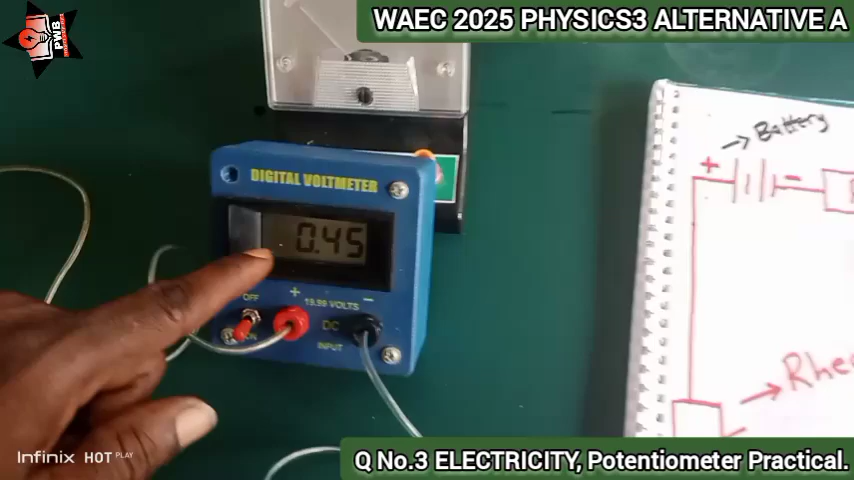 WAEC 2025 PHYSICS3 ALTERNATIVE A
PWB
DIGITAL VOLTMETER
0.45
OFF
+
19.99 VOLTS
−
ON
DC
INPUT
→ Battery
+
−
→ Rheo
Infinix HOT PLAY
Q No.3 ELECTRICITY, Potentiometer Practical.